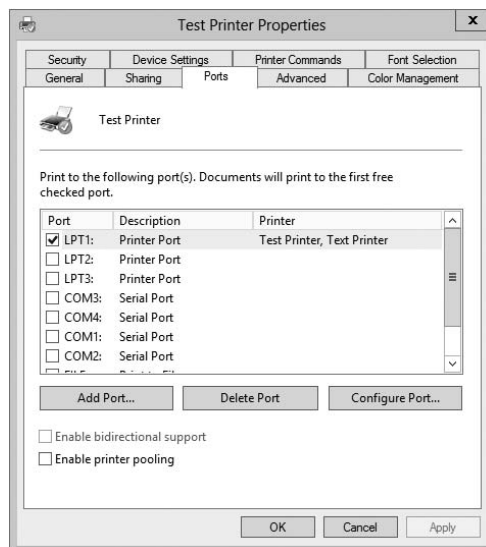 Test Printer Properties
x
Security Device Settings Printer Commands Font Selection
General Sharing Ports Advanced Color Management
Test Printer
Print to the following port(s). Documents will print to the first free
checked port.
Port Description Printer
LPT1: Printer Port Test Printer, Text Printer
LPT2: Printer Port
LPT3: Printer Port
COM3: Serial Port
COM4: Serial Port
COM1: Serial Port
COM2: Serial Port
Add Port... Delete Port Configure Port...
Enable bidirectional support
Enable printer pooling
OK Cancel Apply